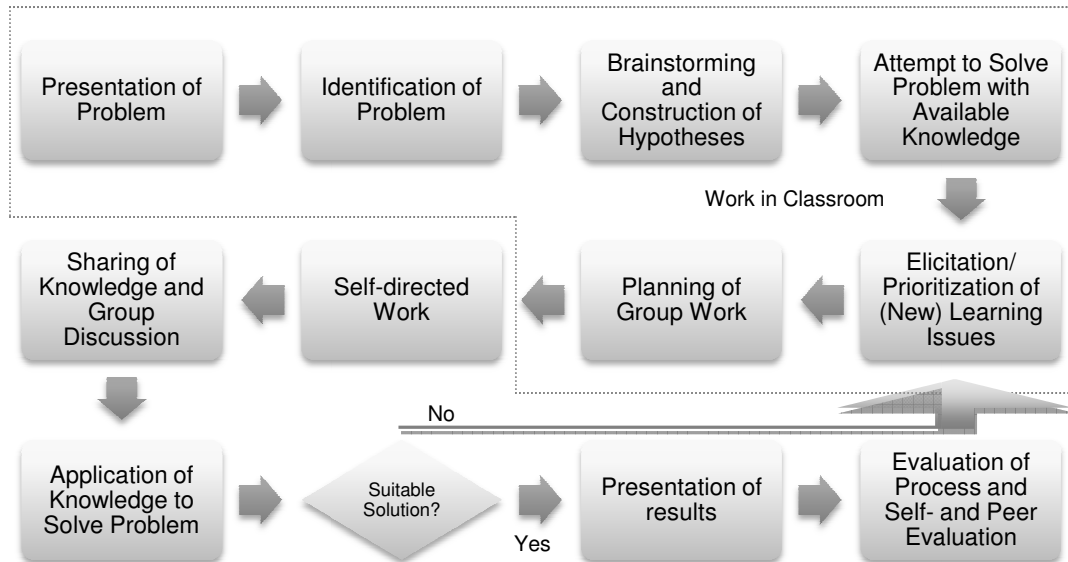 Presentation of
Problem
Identification of
Problem
Brainstorming
and
Construction of
Hypotheses
Attempt to Solve
Problem with
Available
Knowledge
Work in Classroom
Sharing of
Knowledge and
Group
Discussion
Self-directed
Work
Planning of
Group Work
Elicitation/
Prioritization of
(New) Learning
Issues
No
Application of
Knowledge to
Solve Problem
Suitable
Solution?
Yes
Presentation of
results
Evaluation of
Process and
Self- and Peer
Evaluation